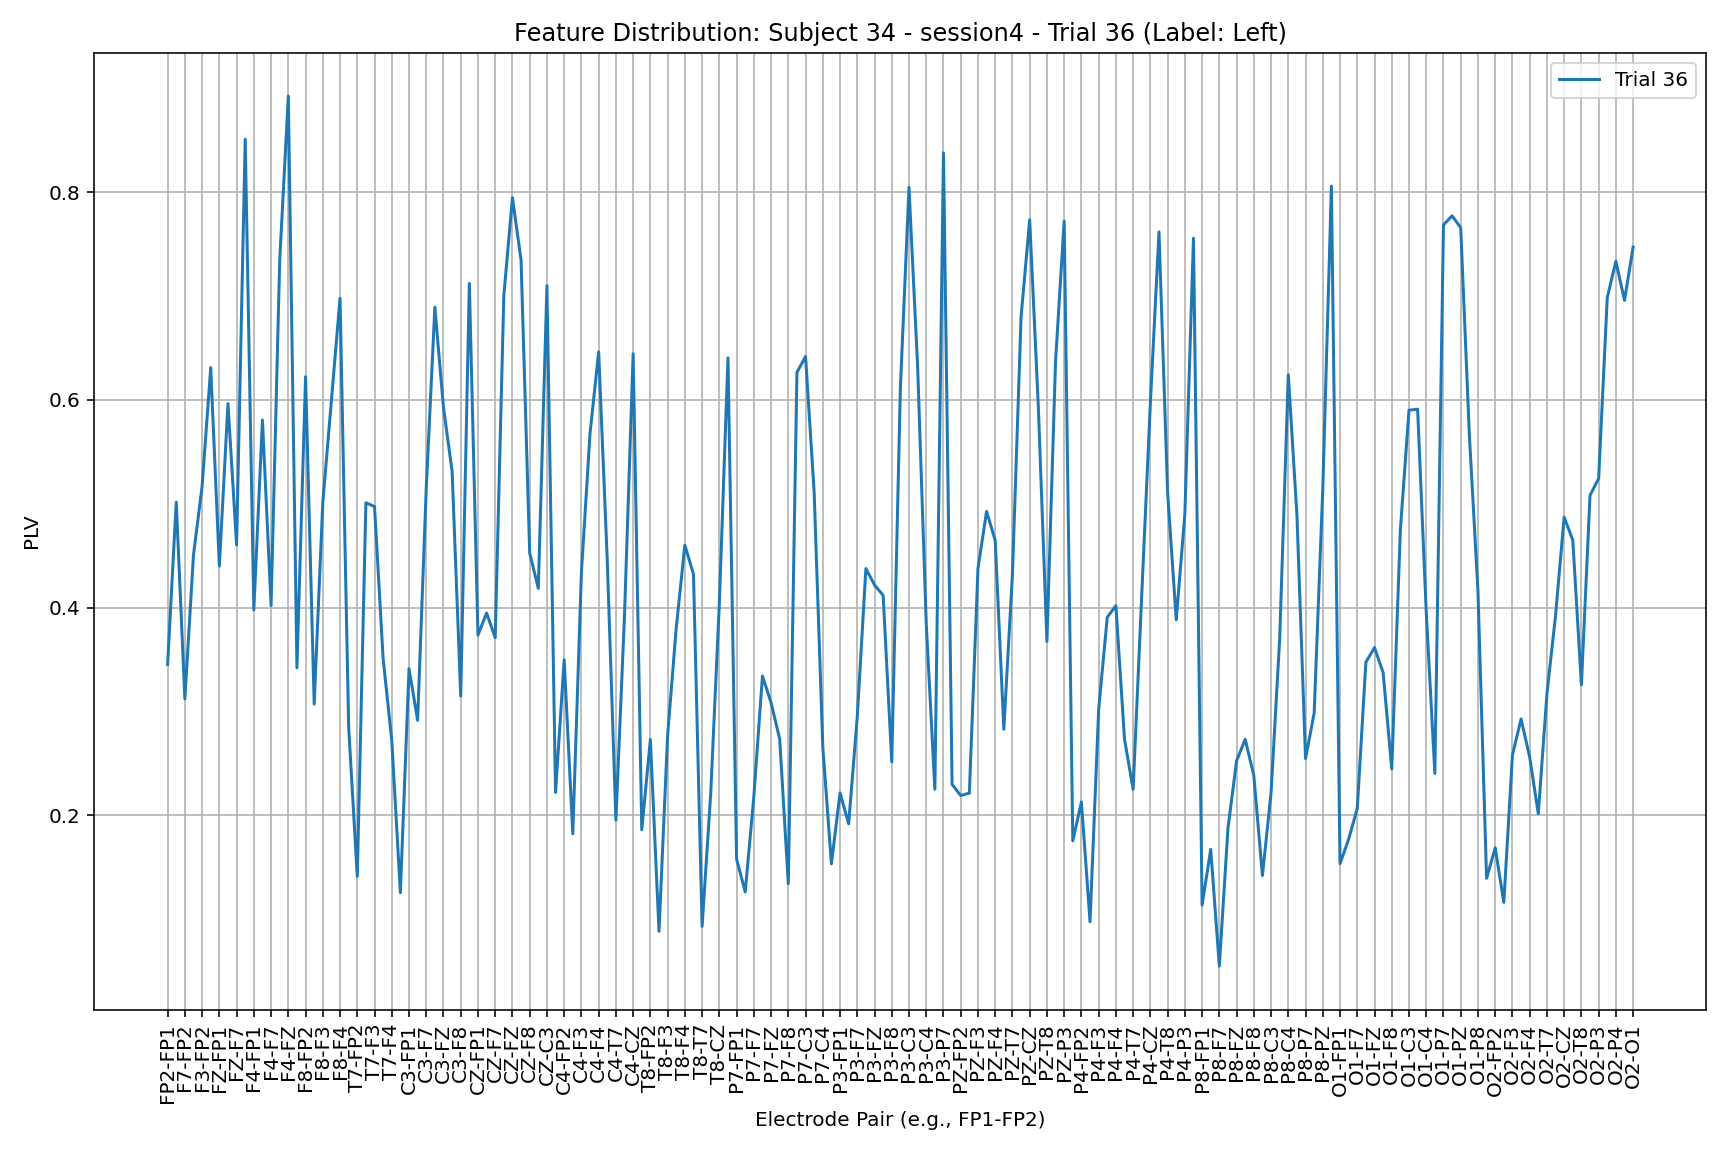 Feature Distribution: Subject 34 - session4 - Trial 36 (Label: Left)
Trial 36
PLV
0.8
0.6
0.4
0.2
FP2-FP1
F7-FP2
F3-FP2
FZ-FP1
FZ-F7
F4-FP1
F4-F7
F4-FZ
F8-FP2
F8-F3
F8-F4
T7-FP2
T7-F3
T7-F4
C3-FP1
C3-F7
C3-FZ
C3-F8
CZ-FP1
CZ-F7
CZ-FZ
CZ-F8
CZ-C3
C4-FP2
C4-F3
C4-F4
C4-T7
C4-CZ
T8-FP2
T8-F3
T8-F4
T8-T7
T8-CZ
P7-FP1
P7-F7
P7-FZ
P7-F8
P7-C3
P7-C4
P3-FP1
P3-F7
P3-FZ
P3-F8
P3-C3
P3-C4
P3-P7
PZ-FP2
PZ-F3
PZ-F4
PZ-T7
PZ-CZ
PZ-T8
PZ-P3
P4-FP2
P4-F3
P4-F4
P4-T7
P4-CZ
P4-T8
P4-P3
P8-FP1
P8-F7
P8-FZ
P8-F8
P8-C3
P8-C4
P8-P7
P8-PZ
O1-FP1
O1-F7
O1-FZ
O1-F8
O1-C3
O1-C4
O1-P7
O1-PZ
O1-P8
O2-FP2
O2-F3
O2-F4
O2-T7
O2-CZ
O2-T8
O2-P3
O2-P4
O2-O1
Electrode Pair (e.g., FP1-FP2)